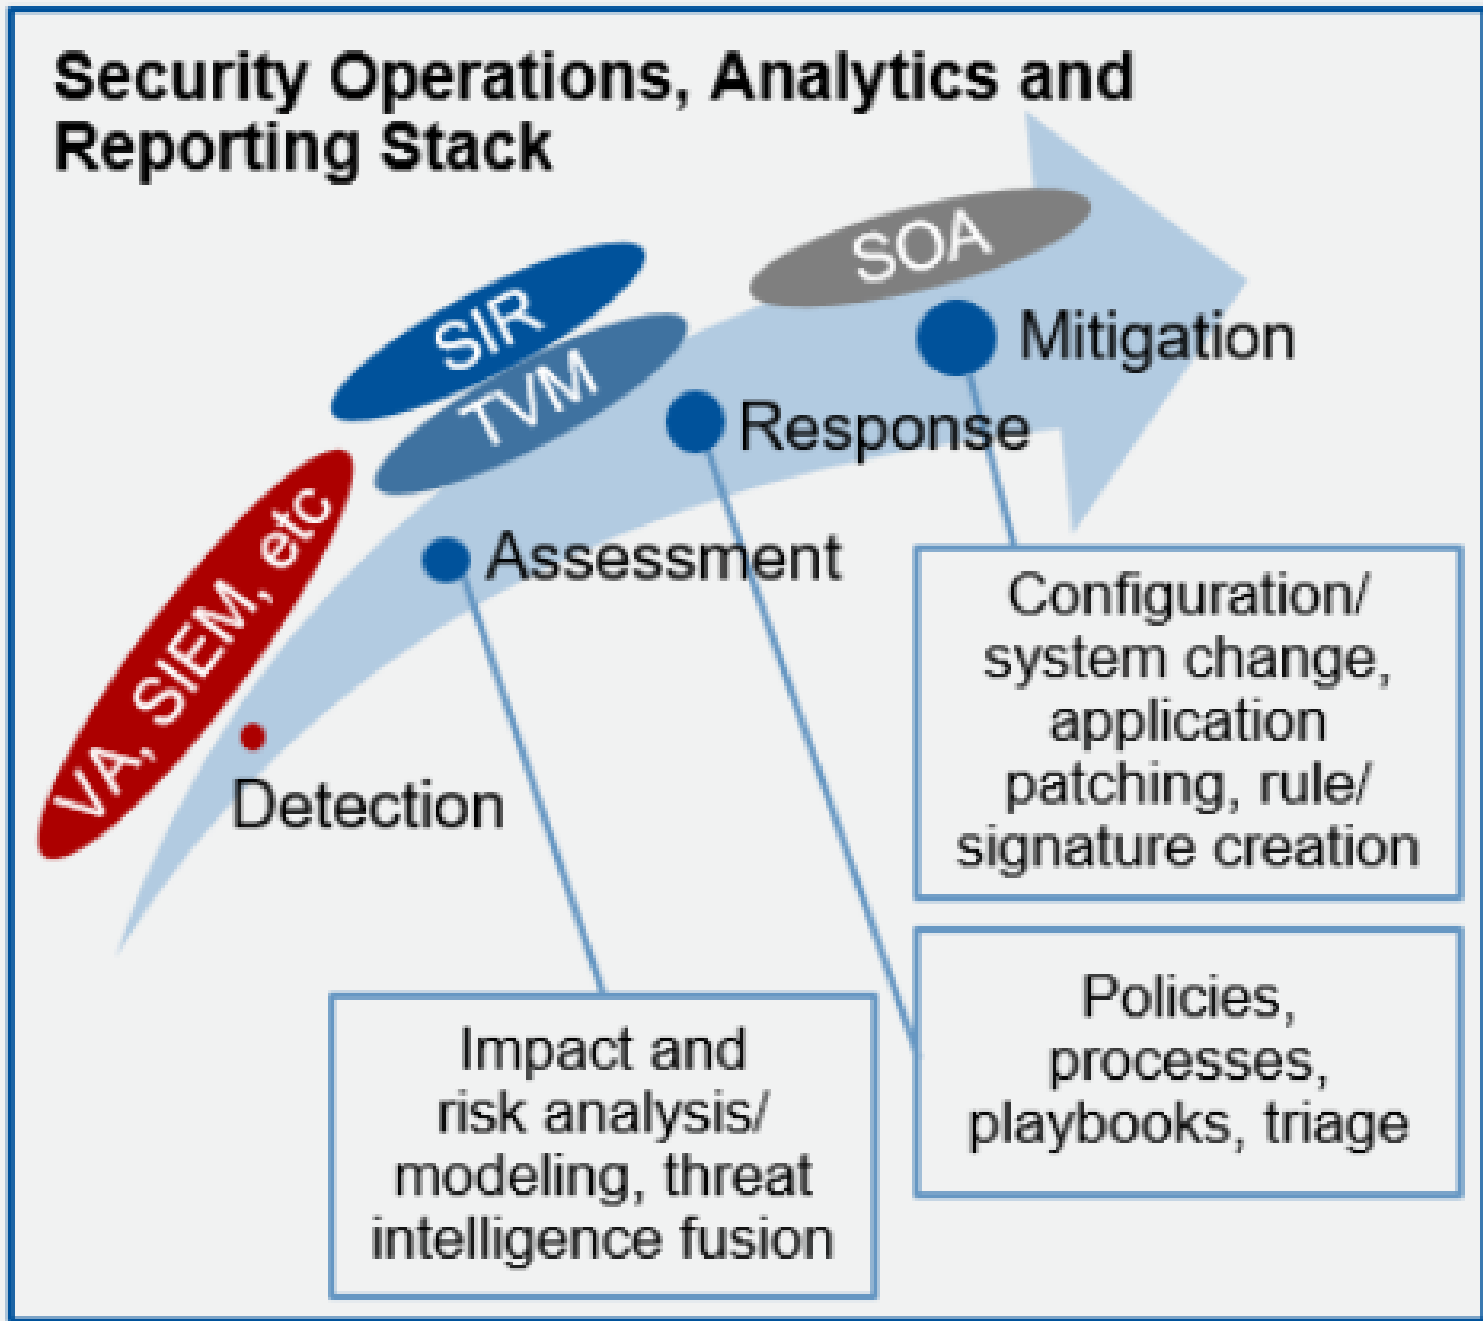 Security Operations, Analytics and
Reporting Stack
SOA
SIR
TVM
Mitigation
Response
VA, SIEM, etc
Assessment
Detection
Configuration/
system change,
application
patching, rule/
signature creation
Policies,
processes,
playbooks, triage
Impact and
risk analysis/
modeling, threat
intelligence fusion